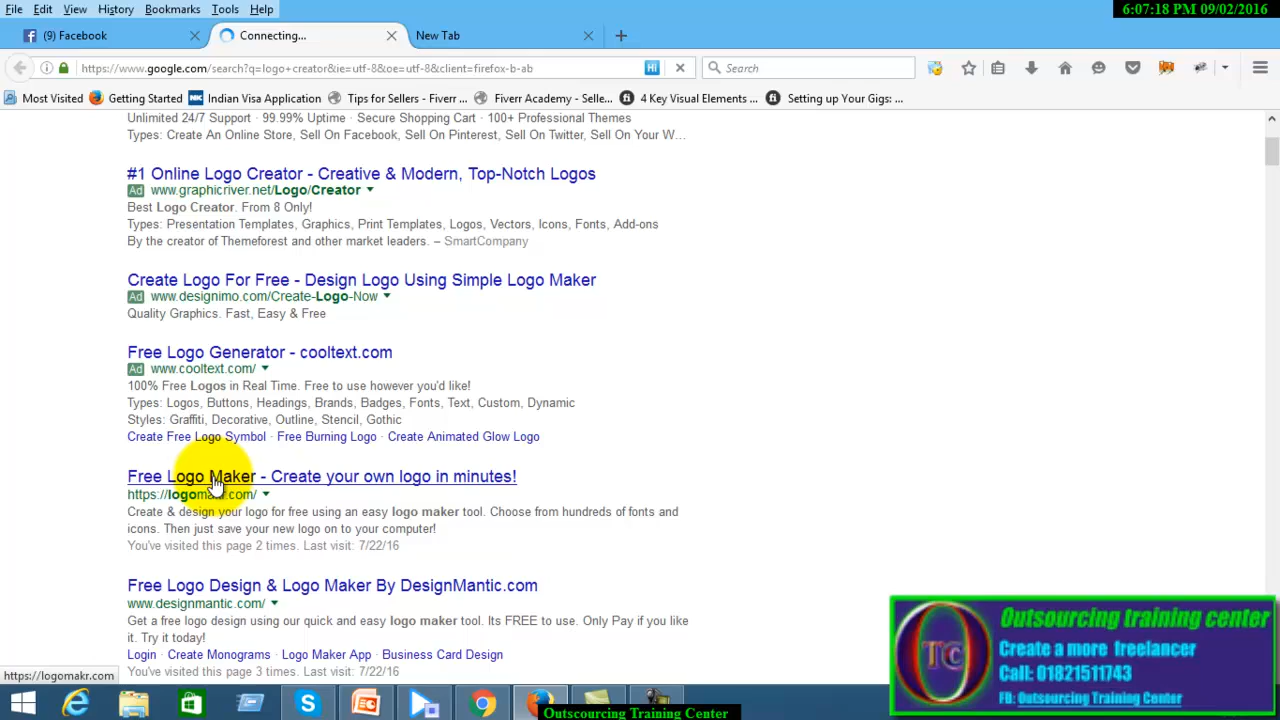 File Edit View History Bookmarks Tools Help
6:07:18 PM 09/02/2016
(9) Facebook
Connecting...
New Tab
https://www.google.com/search?q=logo+creator&ie=utf-8&oe=utf-8&client=firefox-b-ab
Hi
Search
Most Visited Getting Started Indian Visa Application Tips for Sellers - Fiverr ... Fiverr Academy - Selle... 4 Key Visual Elements ... Setting up Your Gigs: ...
Unlimited 24/7 Support · 99.99% Uptime · Secure Shopping Cart · 100+ Professional Themes
Types: Create An Online Store, Sell On Facebook, Sell On Pinterest, Sell On Twitter, Sell On Your W...
#1 Online Logo Creator - Creative & Modern, Top-Notch Logos
Ad www.graphicriver.net/Logo/Creator
Best Logo Creator. From 8 Only!
Types: Presentation Templates, Graphics, Print Templates, Logos, Vectors, Icons, Fonts, Add-ons
By the creator of Themeforest and other market leaders. – SmartCompany
Create Logo For Free - Design Logo Using Simple Logo Maker
Ad www.designimo.com/Create-Logo-Now
Quality Graphics. Fast, Easy & Free
Free Logo Generator - cooltext.com
Ad www.cooltext.com/
100% Free Logos in Real Time. Free to use however you'd like!
Types: Logos, Buttons, Headings, Brands, Badges, Fonts, Text, Custom, Dynamic
Styles: Graffiti, Decorative, Outline, Stencil, Gothic
Create Free Logo Symbol · Free Burning Logo · Create Animated Glow Logo
Free Logo Maker - Create your own logo in minutes!
https://logomakr.com/
Create & design your logo for free using an easy logo maker tool. Choose from hundreds of fonts and
icons. Then just save your new logo on to your computer!
You've visited this page 2 times. Last visit: 7/22/16
Free Logo Design & Logo Maker By DesignMantic.com
www.designmantic.com/
Get a free logo design using our quick and easy logo maker tool. Its FREE to use. Only Pay if you like
it. Try it today!
Login · Create Monograms · Logo Maker App · Business Card Design
You've visited this page 3 times. Last visit: 7/22/16
https://logomakr.com
OTC
Outsourcing training center
Create a more freelancer
Call: 01821511743
FB: Outsourcing Training Center
Outscourcing Training Center